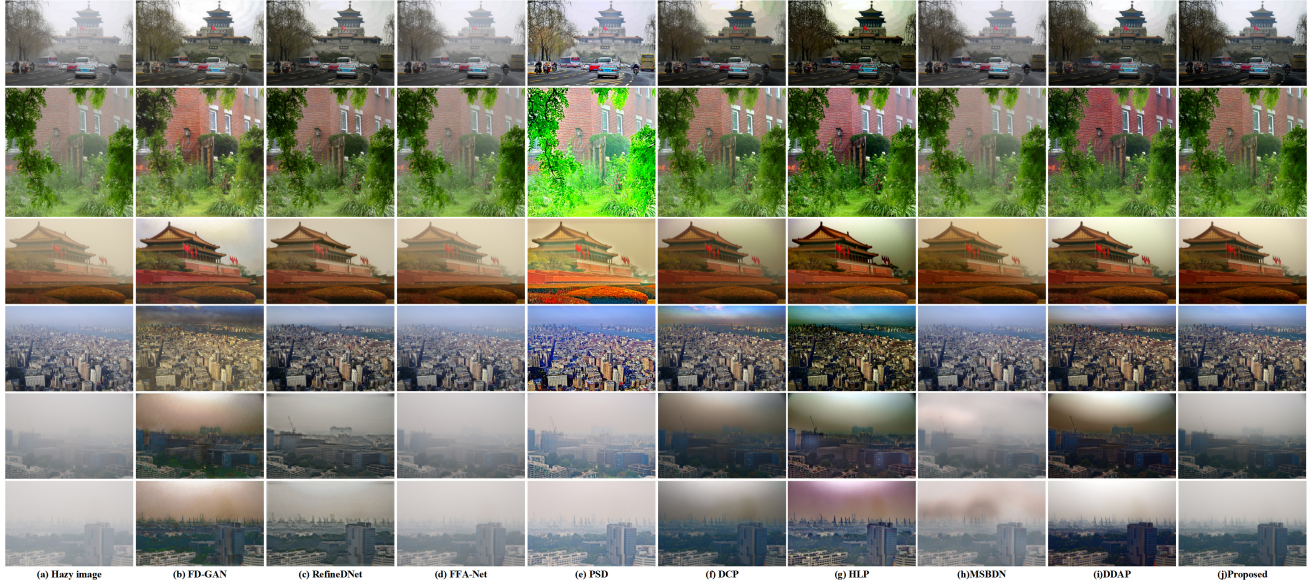 (a) Hazy image (b) FD-GAN (c) RefineDNet (d) FFA-Net (e) PSD (f) DCP (g) HLP (h)MSBDN (i)DDAP (j)Proposed